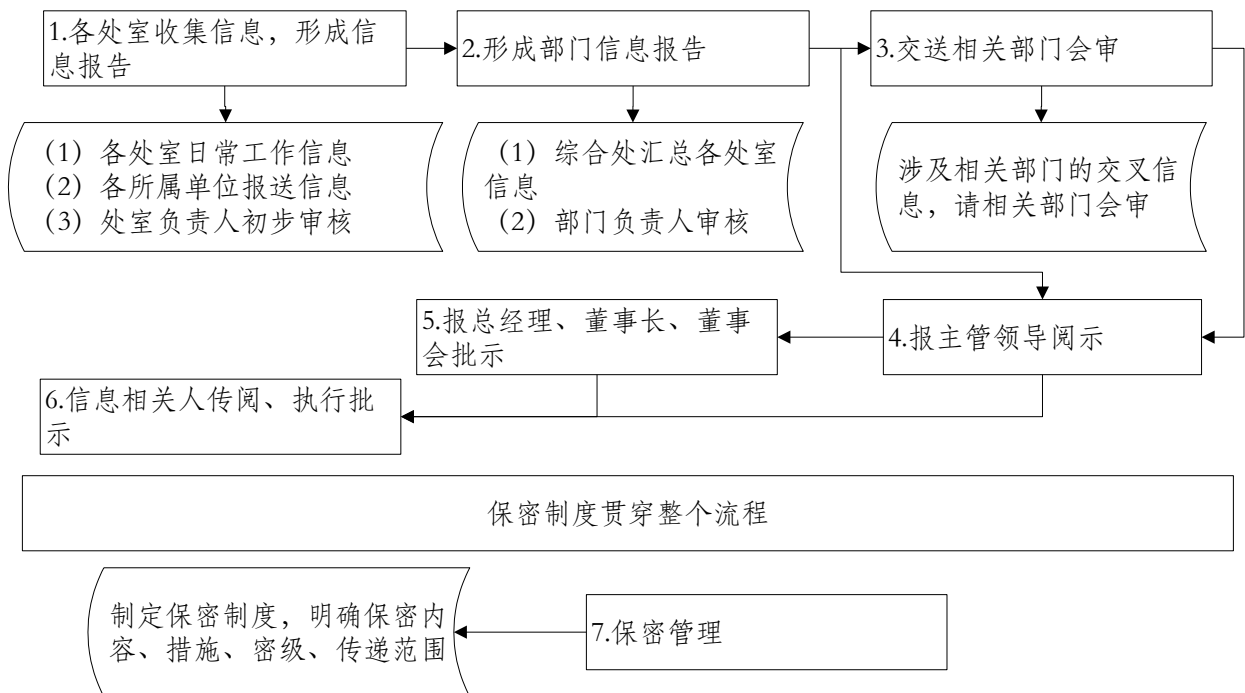 1.各处室收集信息，形成信
息报告
2.形成部门信息报告
3.交送相关部门会审
（1）各处室日常工作信息
（2）各所属单位报送信息
（3）处室负责人初步审核
（1）综合处汇总各处室
信息
（2）部门负责人审核
涉及相关部门的交叉信
息，请相关部门会审
5.报总经理、董事长、董事
会批示
4.报主管领导阅示
6.信息相关人传阅、执行批
示
保密制度贯穿整个流程
制定保密制度，明确保密内
容、措施、密级、传递范围
7.保密管理